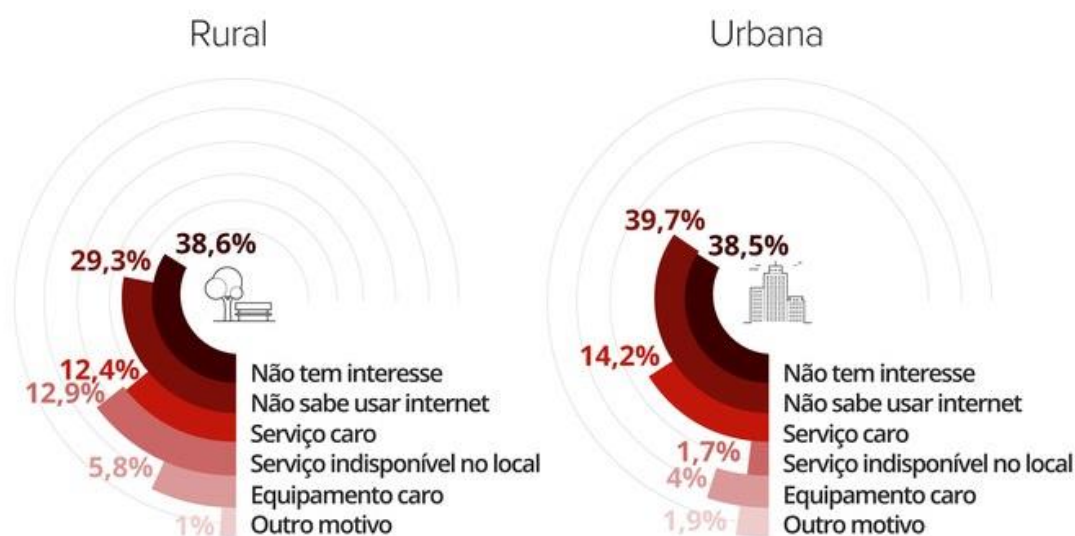 Rural
38,6%
29,3%
12,4%
12,9%
5,8%
1%
Não tem interesse
Não sabe usar internet
Serviço caro
Serviço indisponível no local
Equipamento caro
Outro motivo
Urbana
39,7%
38,5%
14,2%
1,7%
4%
1,9%
Não tem interesse
Não sabe usar internet
Serviço caro
Serviço indisponível no local
Equipamento caro
Outro motivo